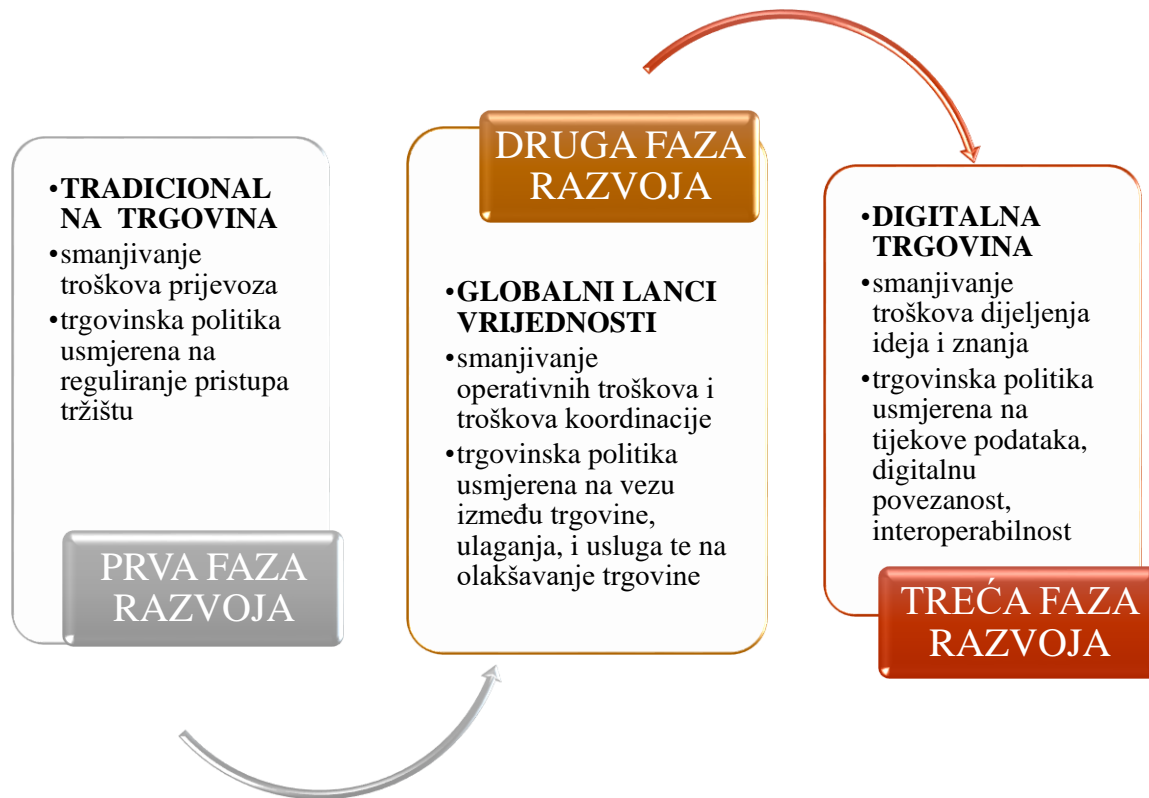 •TRADICIONAL
NA TRGOVINA
•smanjivanje
troškova prijevoza
•trgovinska politika
usmjerena na
reguliranje pristupa
tržištu
PRVA FAZA
RAZVOJA
DRUGA FAZA
RAZVOJA
•GLOBALNI LANCI
VRIJEDNOSTI
•smanjivanje
operativnih troškova i
troškova koordinacije
•trgovinska politika
usmjerena na vezu
između trgovine,
ulaganja, i usluga te na
olakšavanje trgovine
•DIGITALNA
TRGOVINA
•smanjivanje
troškova dijeljenja
ideja i znanja
•trgovinska politika
usmjerena na
tijekove podataka,
digitalnu
povezanost,
interoperabilnost
TREĆA FAZA
RAZVOJA